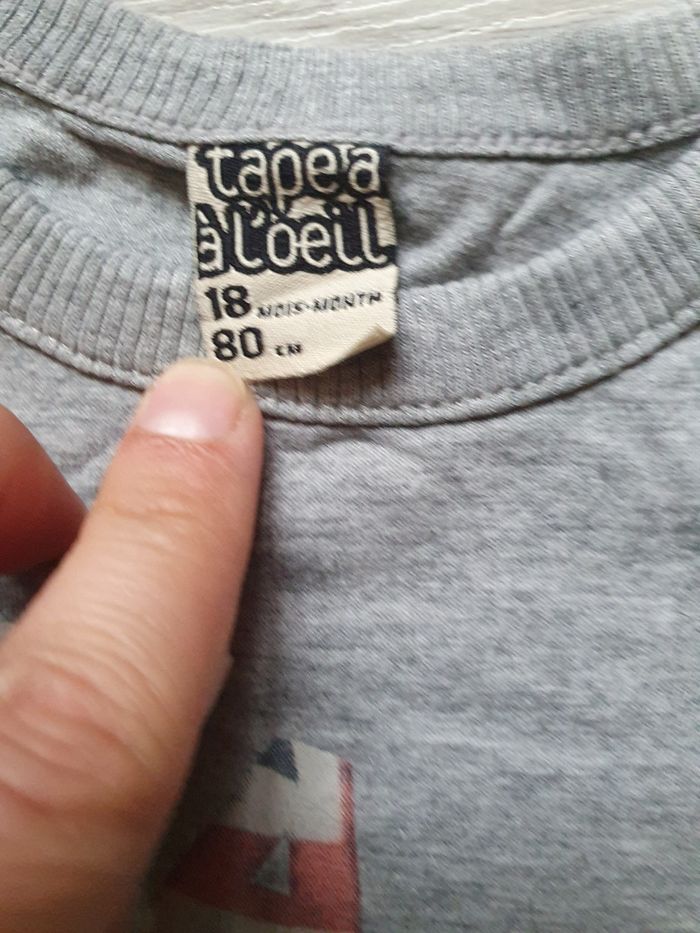 tape a
à l'oeil
18 MOIS-MONTH
80 CM